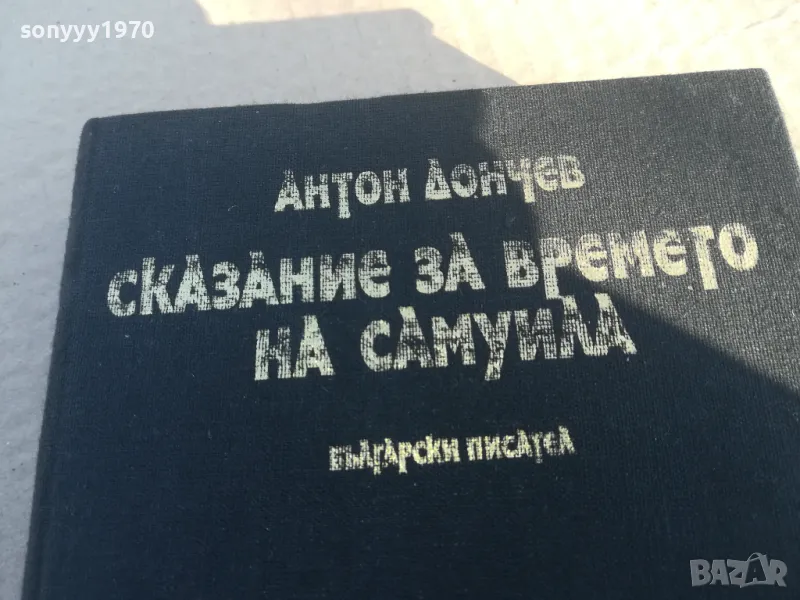 sonyyy1970
АНТОН ДОНЧЕВ
СКАЗАНИЕ ЗА ВРЕМЕТО
НА САМУИЛА
БЪЛГАРСКИ ПИСАТЕЛ
BAZAR